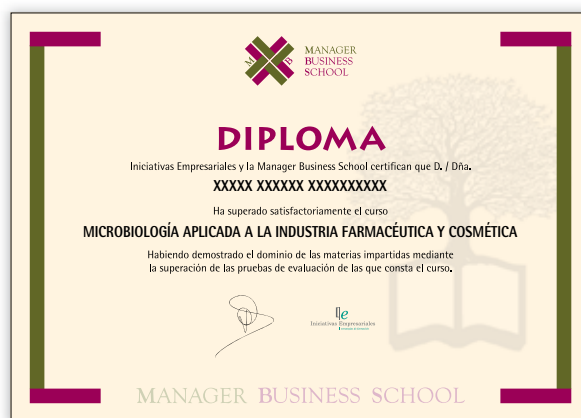 M B
MANAGER
BUSINESS
SCHOOL
DIPLOMA
Iniciativas Empresariales y la Manager Business School certifican que D. / Dña.
XXXXX XXXXXX XXXXXXXXXX
Ha superado satisfactoriamente el curso
MICROBIOLOGÍA APLICADA A LA INDUSTRIA FARMACÉUTICA Y COSMÉTICA
Habiendo demostrado el dominio de las materias impartidas mediante
la superación de las pruebas de evaluación de las que consta el curso.
Iniciativas Empresariales
MANAGER BUSINESS SCHOOL